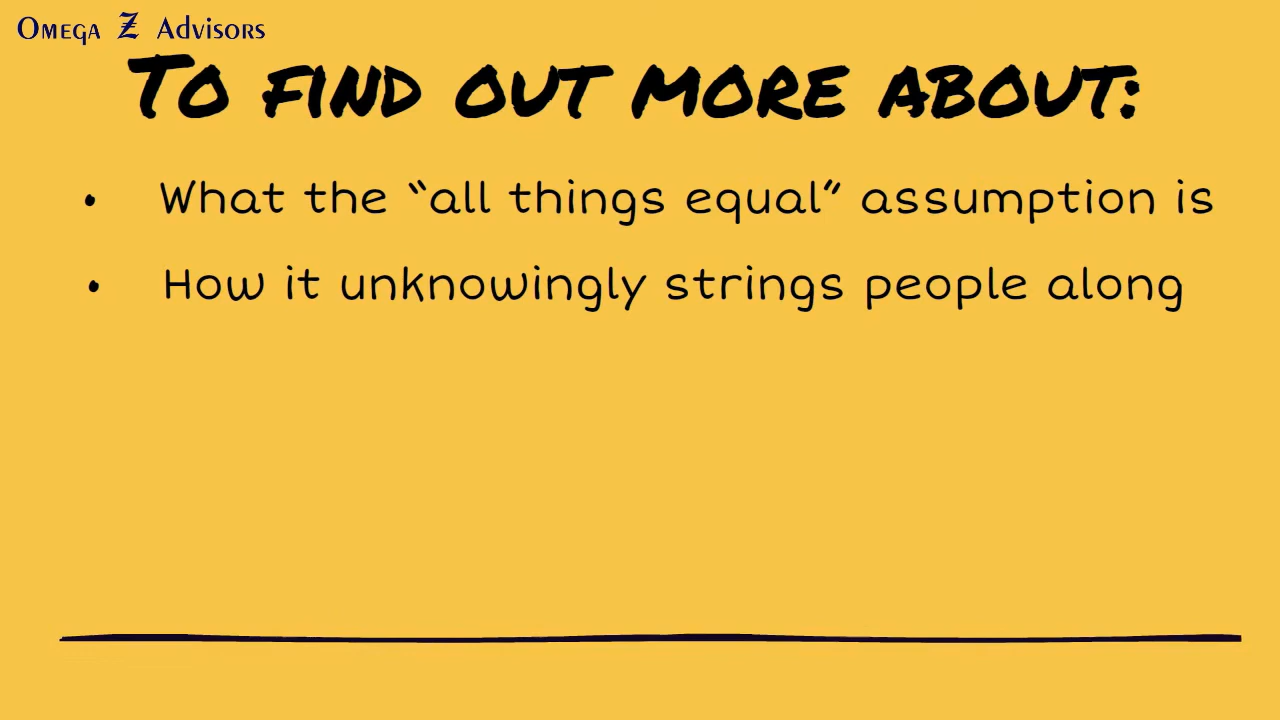 Omega Z Advisors
To find out more about:
• What the “all things equal” assumption is
• How it unknowingly strings people along